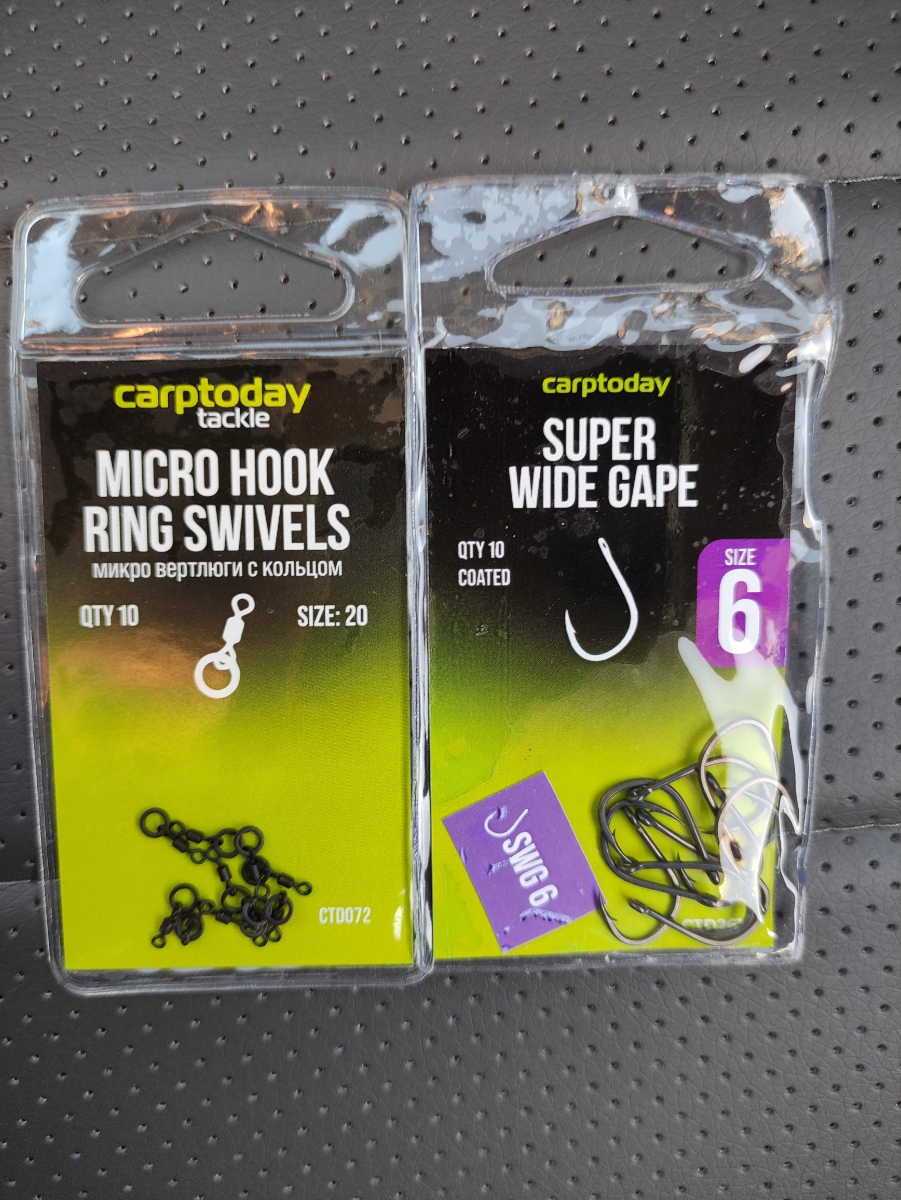 carptoday
tackle
MICRO HOOK
RING SWIVELS
микро вертлюги с кольцом
QTY 10
SIZE: 20
CTD072
carptoday
SUPER
WIDE GAPE
QTY 10
COATED
SIZE
6
SWG 6